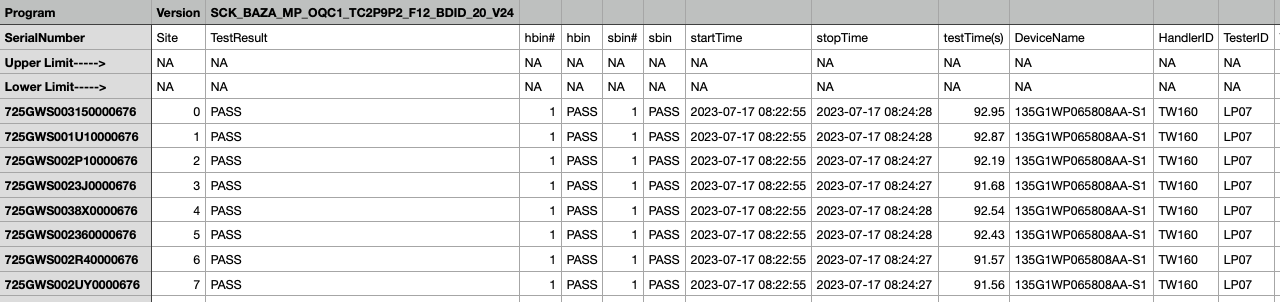 Program Version SCK_BAZA_MP_OQC1_TC2P9P2_F12_BDID_20_V24
SerialNumber Site TestResult hbin# hbin sbin# sbin startTime stopTime testTime(s) DeviceName HandlerID TesterID
Upper Limit-----> NA NA NA NA NA NA NA NA NA NA NA NA
Lower Limit-----> NA NA NA NA NA NA NA NA NA NA NA NA
725GWS003150000676 0 PASS 1 PASS 1 PASS 2023-07-17 08:22:55 2023-07-17 08:24:28 92.95 135G1WP065808AA-S1 TW160 LP07
725GWS001U10000676 1 PASS 1 PASS 1 PASS 2023-07-17 08:22:55 2023-07-17 08:24:28 92.87 135G1WP065808AA-S1 TW160 LP07
725GWS002P10000676 2 PASS 1 PASS 1 PASS 2023-07-17 08:22:55 2023-07-17 08:24:27 92.19 135G1WP065808AA-S1 TW160 LP07
725GWS0023J0000676 3 PASS 1 PASS 1 PASS 2023-07-17 08:22:55 2023-07-17 08:24:27 91.68 135G1WP065808AA-S1 TW160 LP07
725GWS0038X0000676 4 PASS 1 PASS 1 PASS 2023-07-17 08:22:55 2023-07-17 08:24:28 92.54 135G1WP065808AA-S1 TW160 LP07
725GWS002360000676 5 PASS 1 PASS 1 PASS 2023-07-17 08:22:55 2023-07-17 08:24:28 92.43 135G1WP065808AA-S1 TW160 LP07
725GWS002R40000676 6 PASS 1 PASS 1 PASS 2023-07-17 08:22:55 2023-07-17 08:24:27 91.57 135G1WP065808AA-S1 TW160 LP07
725GWS002UY0000676 7 PASS 1 PASS 1 PASS 2023-07-17 08:22:55 2023-07-17 08:24:27 91.56 135G1WP065808AA-S1 TW160 LP07